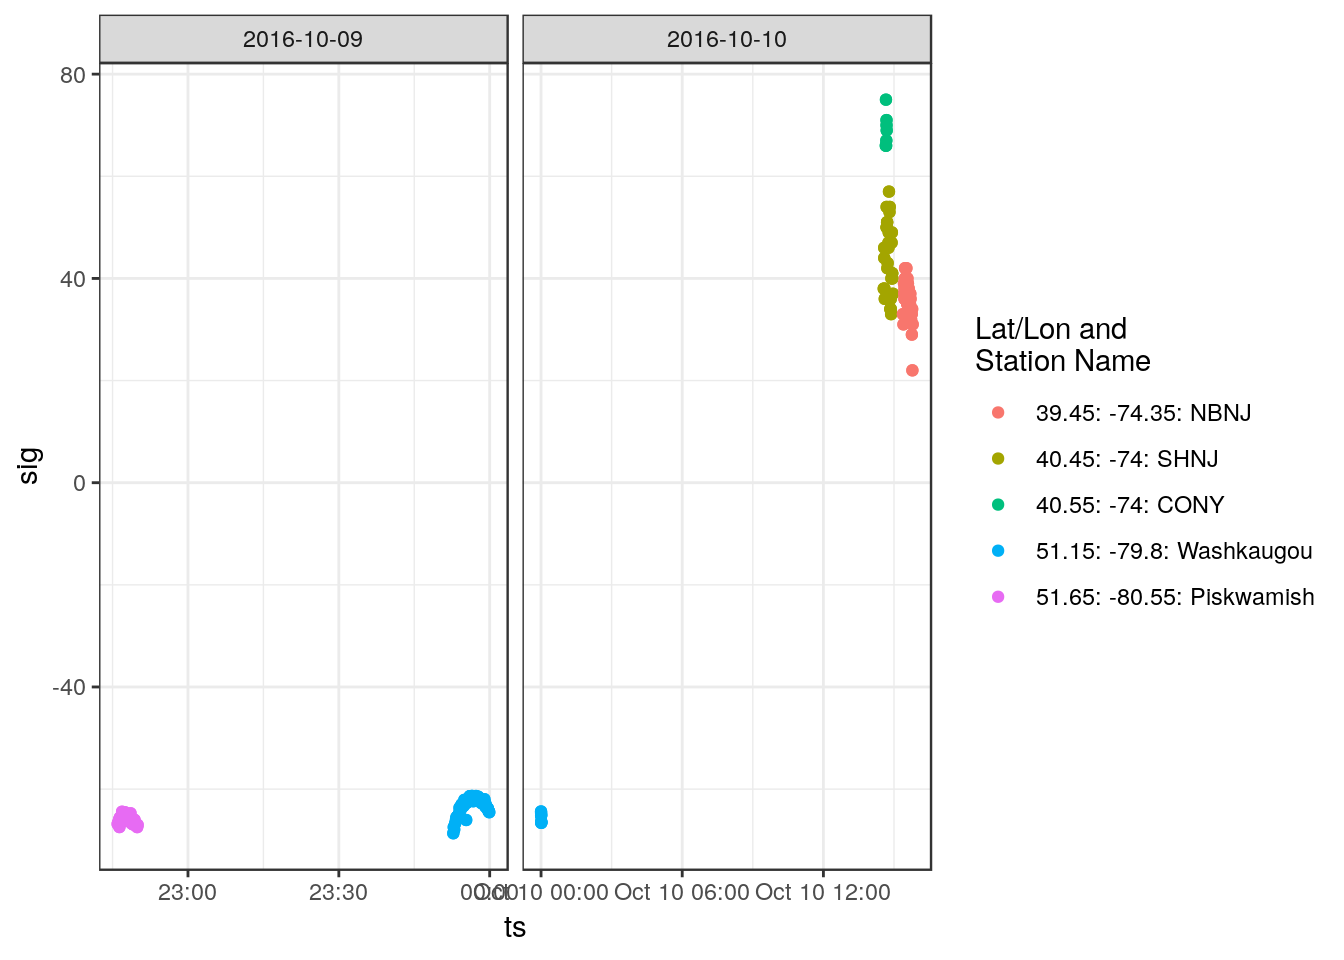 2016-10-09
2016-10-10
80
40
0
-40
sig
23:00
23:30
00:00
Oct 10 00:00
Oct 10 06:00
Oct 10 12:00
ts
Lat/Lon and
Station Name
39.45: -74.35: NBNJ
40.45: -74: SHNJ
40.55: -74: CONY
51.15: -79.8: Washkaugou
51.65: -80.55: Piskwamish